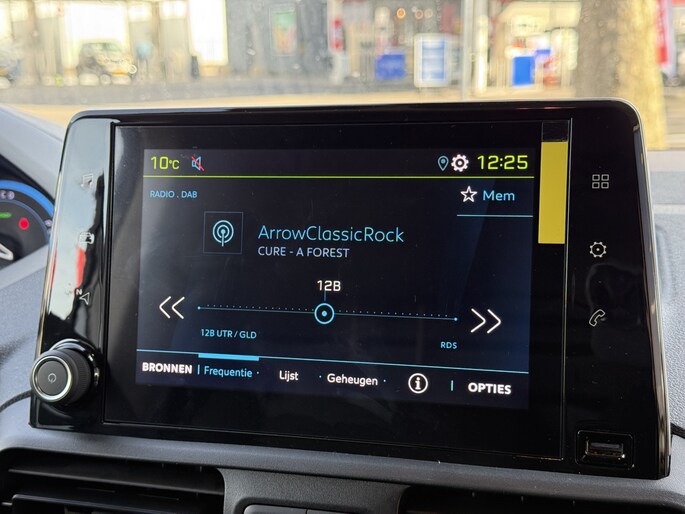 10°C 12:25
RADIO . DAB Mem
ArrowClassicRock
CURE - A FOREST
12B
12B UTR / GLD RDS
BRONNEN | Frequentie · Lijst · Geheugen · | OPTIES
N